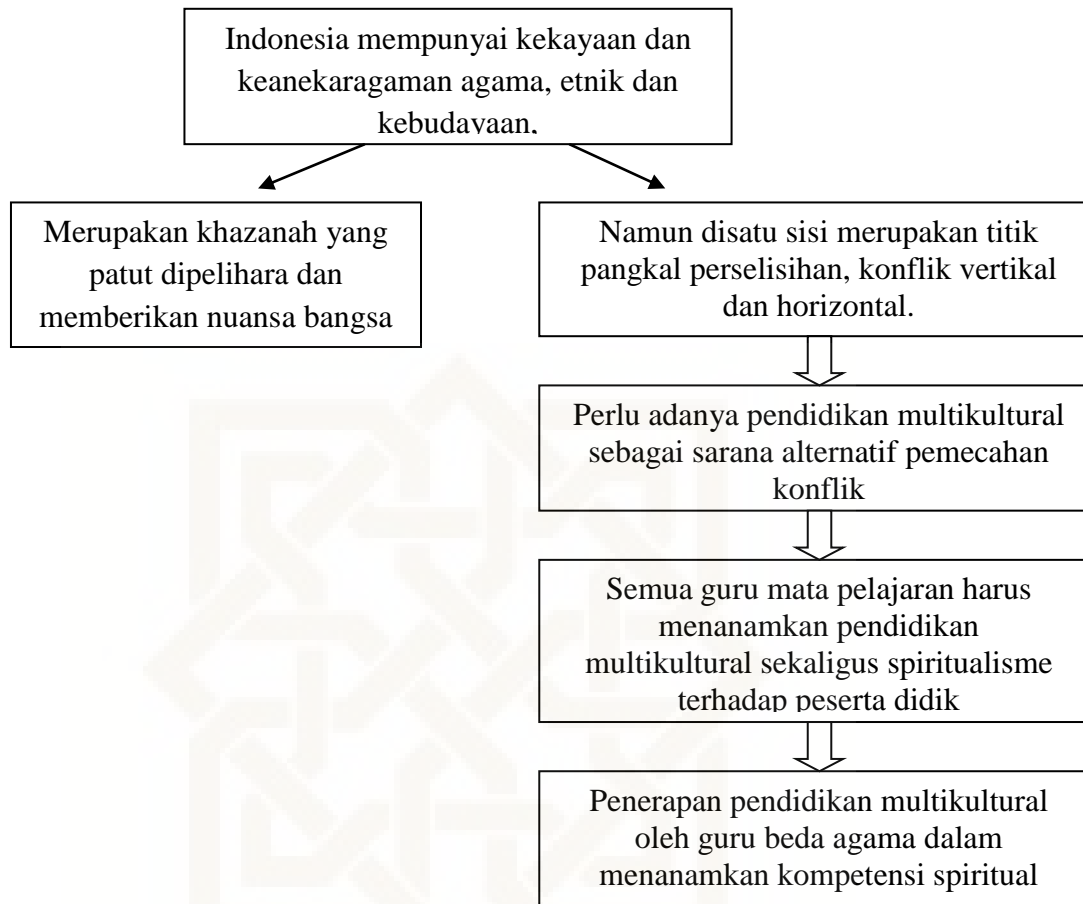 Indonesia mempunyai kekayaan dan
keanekaragaman agama, etnik dan
kebudayaan,
Merupakan khazanah yang
patut dipelihara dan
memberikan nuansa bangsa
Namun disatu sisi merupakan titik
pangkal perselisihan, konflik vertikal
dan horizontal.
Perlu adanya pendidikan multikultural
sebagai sarana alternatif pemecahan
konflik
Semua guru mata pelajaran harus
menanamkan pendidikan
multikultural sekaligus spiritualisme
terhadap peserta didik
Penerapan pendidikan multikultural
oleh guru beda agama dalam
menanamkan kompetensi spiritual